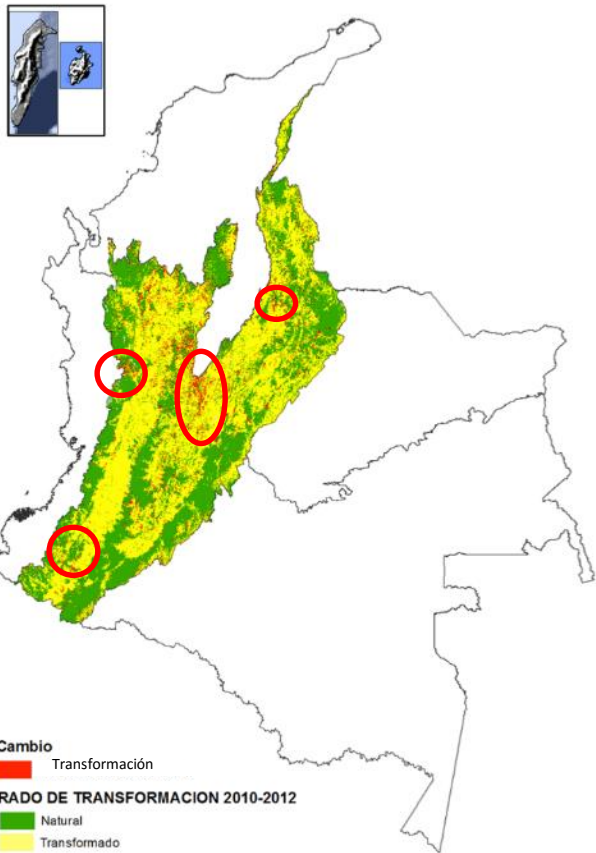 Cambio
Transformación
RADO DE TRANSFORMACION 2010-2012
Natural
Transformado